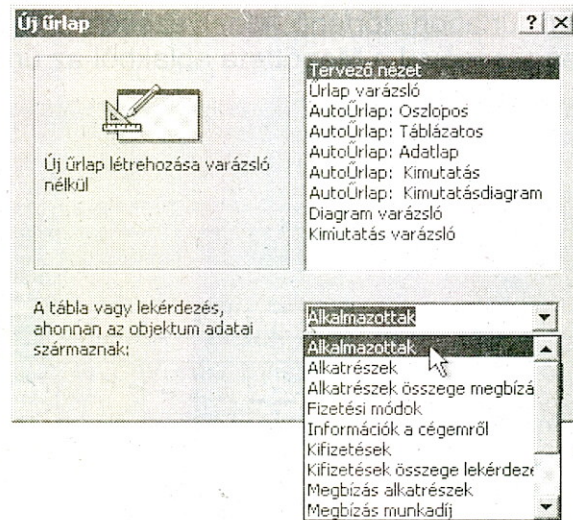 Új űrlap
Új űrlap létrehozása varázsló
nélkül
Tervező nézet
Űrlap varázsló
AutoŰrlap: Oszlopos
AutoŰrlap: Táblázatos
AutoŰrlap: Adatlap
AutoŰrlap: Kimutatás
AutoŰrlap: Kimutatásdiagram
Diagram varázsló
Kimutatás varázsló
A tábla vagy lekérdezés,
ahonnan az objektum adatai
származnak:
Alkalmazottak
Alkalmazottak
Alkatrészek
Alkatrészek összege megbízá
Fizetési módok
Információk a cégemről
Kifizetések
Kifizetések összege lekérdeze
Megbízás alkatrészek
Megbízás munkadíj